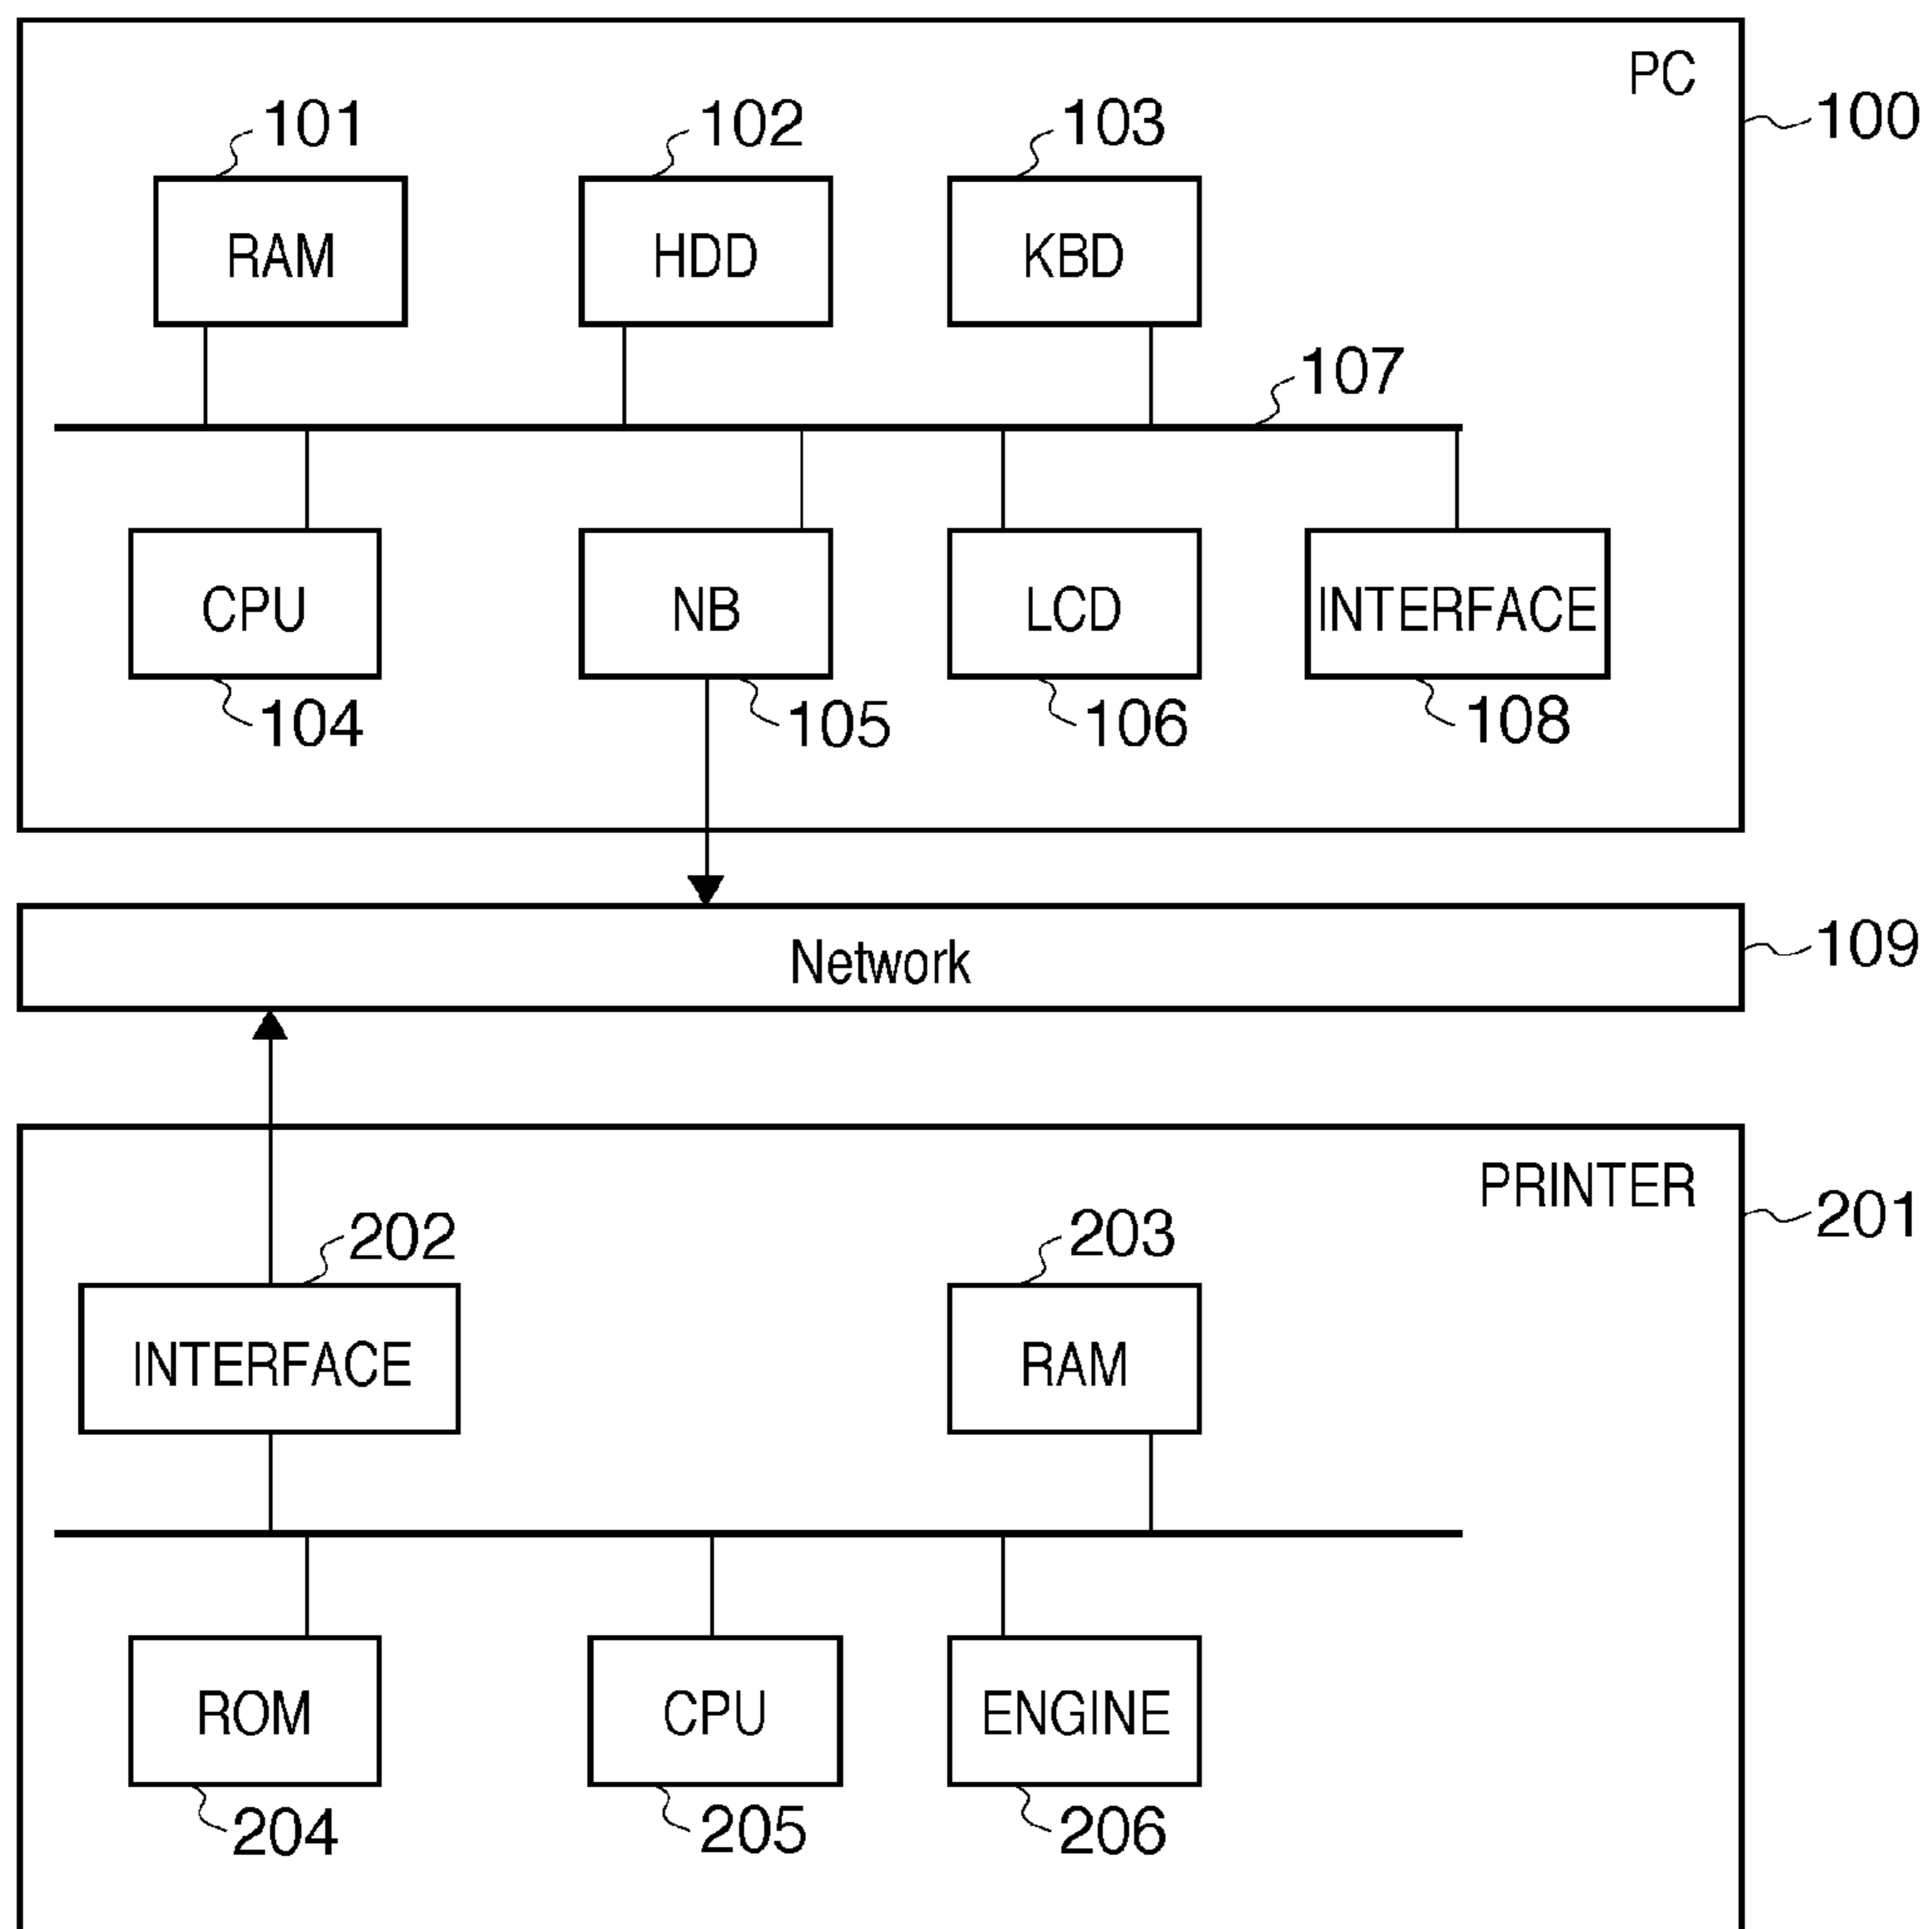 PC
100
101
102
103
RAM
HDD
KBD
107
CPU
NB
LCD
INTERFACE
104
105
106
108
Network
109
PRINTER
201
202
203
INTERFACE
RAM
ROM
CPU
ENGINE
204
205
206